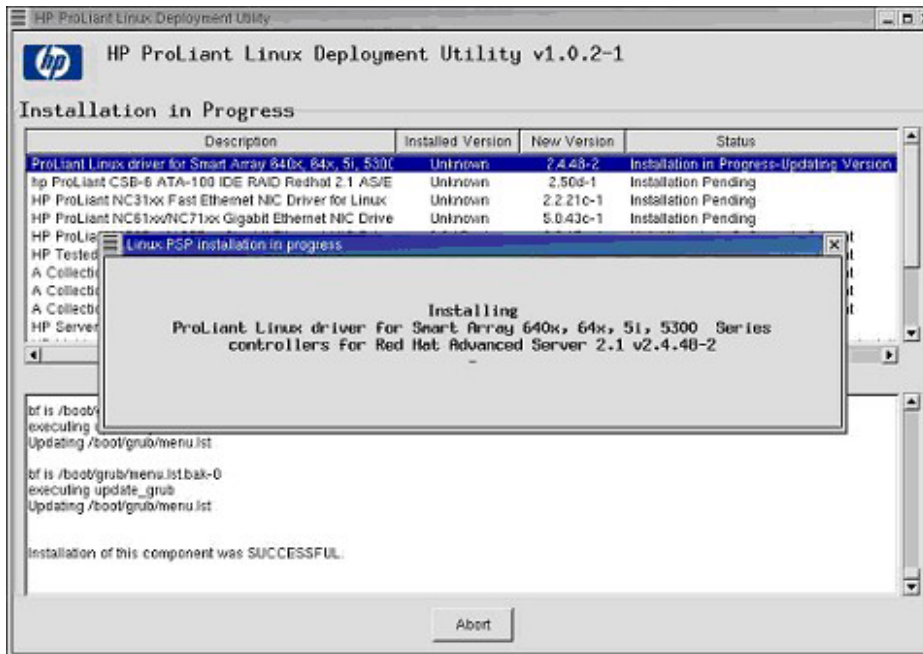 HP ProLiant Linux Deployment Utility
hp
HP ProLiant Linux Deployment Utility v1.0.2-1
Installation in Progress
Description Installed Version New Version Status
ProLiant Linux driver for Smart Array 640x, 64x, 5i, 530( Unknown 2.4.48-2 Installation in Progress-Updating Version
hp ProLiant CSB-6 ATA-100 IDE RAID Redhat 2.1 AS/E Unknown 2.50d-1 Installation Pending
HP ProLiant NC31xx Fast Ethernet NIC Driver for Linux Unknown 2.2.21c-1 Installation Pending
HP ProLiant NC61xx/NC71xx Gigabit Ethernet NIC Drive Unknown 5.0.43c-1 Installation Pending
HP ProLia
HP Tested
A Collectio
A Collectio
A Collectio
HP Server
Linux PSP installation in progress
Installing
ProLiant Linux driver for Smart Array 640x, 64x, 5i, 5300 Series
controllers for Red Hat Advanced Server 2.1 v2.4.48-2
bf is /boot/
executing
Updating /boot/grub/menu.lst
bf is /boot/grub/menu.lst.bak-0
executing update_grub
Updating /boot/grub/menu.lst
Installation of this component was SUCCESSFUL.
Abort